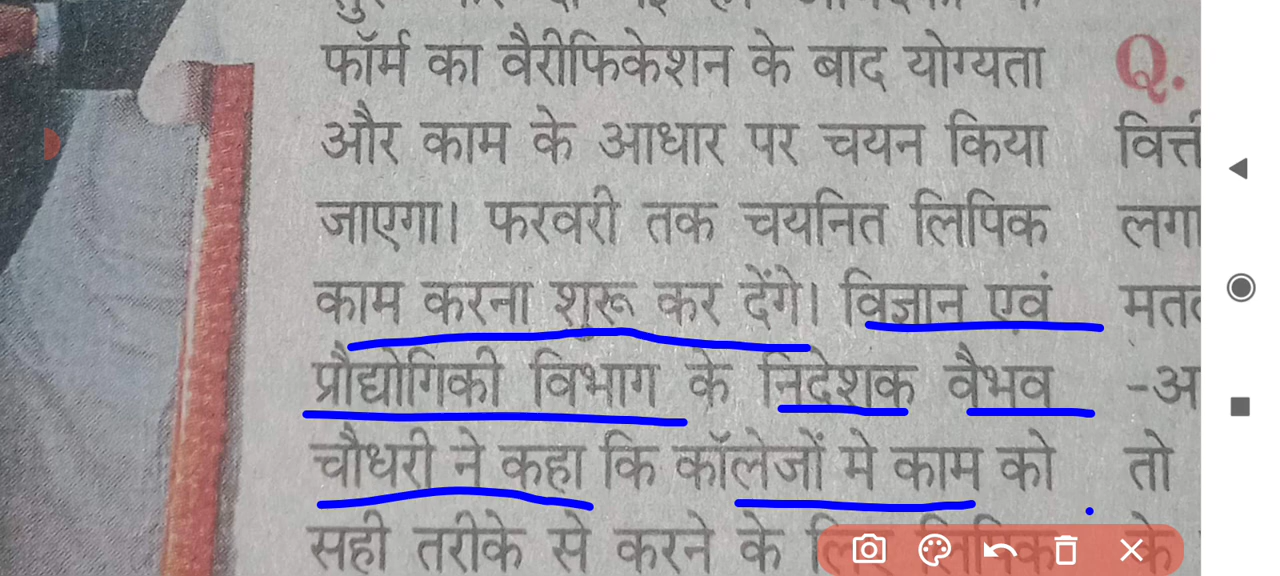 फॉर्म का वैरीफिकेशन के बाद योग्यता
और काम के आधार पर चयन किया
जाएगा। फरवरी तक चयनित लिपिक
काम करना शुरू कर देंगे। विज्ञान एवं
प्रौद्योगिकी विभाग के निदेशक वैभव
चौधरी ने कहा कि कॉलेजों मे काम को
सही तरीके से करने के लिए लिपिक
Q.
लगा
-अ
तो
के